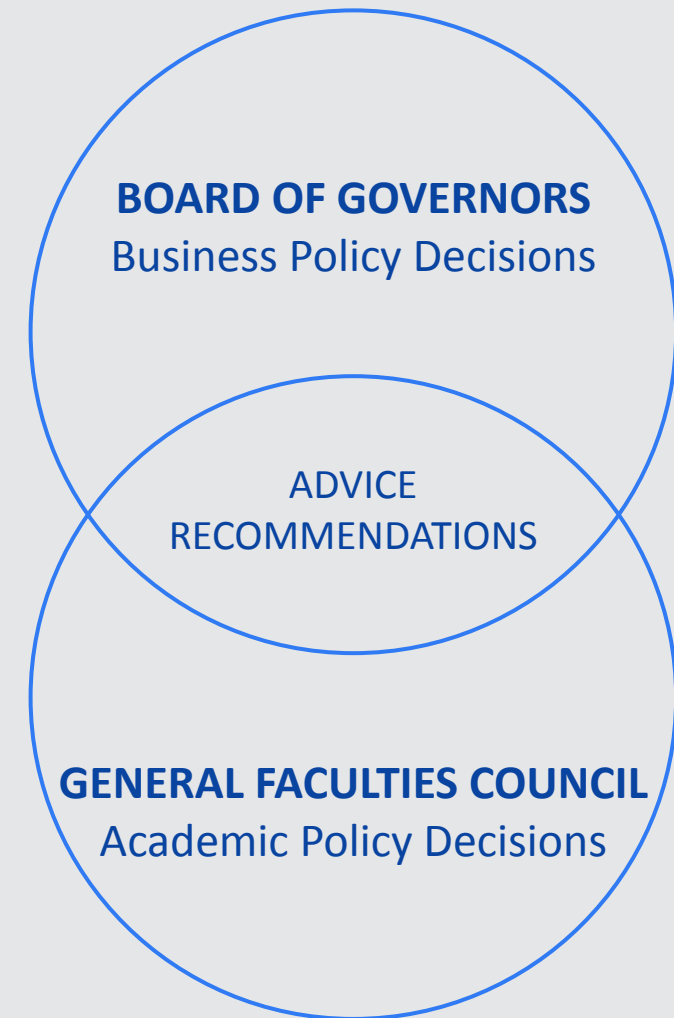 BOARD OF GOVERNORS
Business Policy Decisions
ADVICE
RECOMMENDATIONS
GENERAL FACULTIES COUNCIL
Academic Policy Decisions